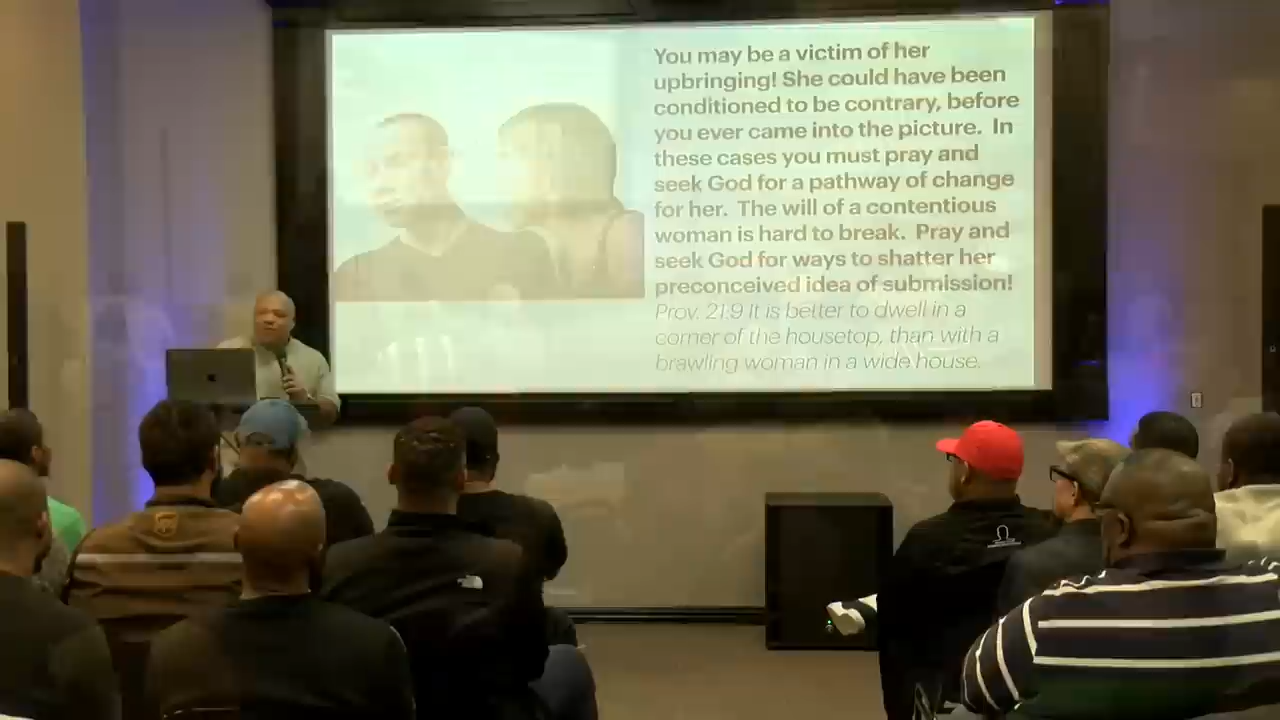 You may be a victim of her
upbringing! She could have been
conditioned to be contrary, before
you ever came into the picture. In
these cases you must pray and
seek God for a pathway of change
for her. The will of a contentious
woman is hard to break. Pray and
seek God for ways to shatter her
preconceived idea of submission!
Prov. 21:9 It is better to dwell in a
corner of the housetop, than with a
brawling woman in a wide house.